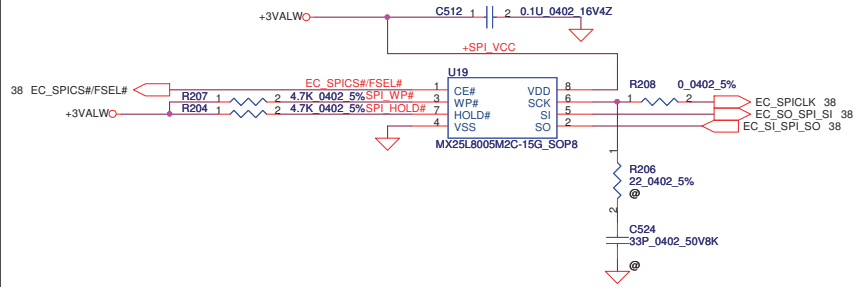 +3VALW
C512 1 2 0.1U_0402_16V4Z
+SPI_VCC
38 EC_SPICS#/FSEL#
EC_SPICS#/FSEL#
U19
R207 1 2 4.7K_0402_5% SPI_WP#
R204 1 2 4.7K_0402_5% SPI_HOLD#
+3VALW
1 CE# VDD 8
3 WP# SCK 6
7 HOLD# SI 5
4 VSS SO 2
MX25L8005M2C-15G_SOP8
R208 0_0402_5%
1 2 EC_SPICLK 38
EC_SO_SPI_SI 38
EC_SI_SPI_SO 38
1
R206
22_0402_5%
@
2
C524
33P_0402_50V8K
@